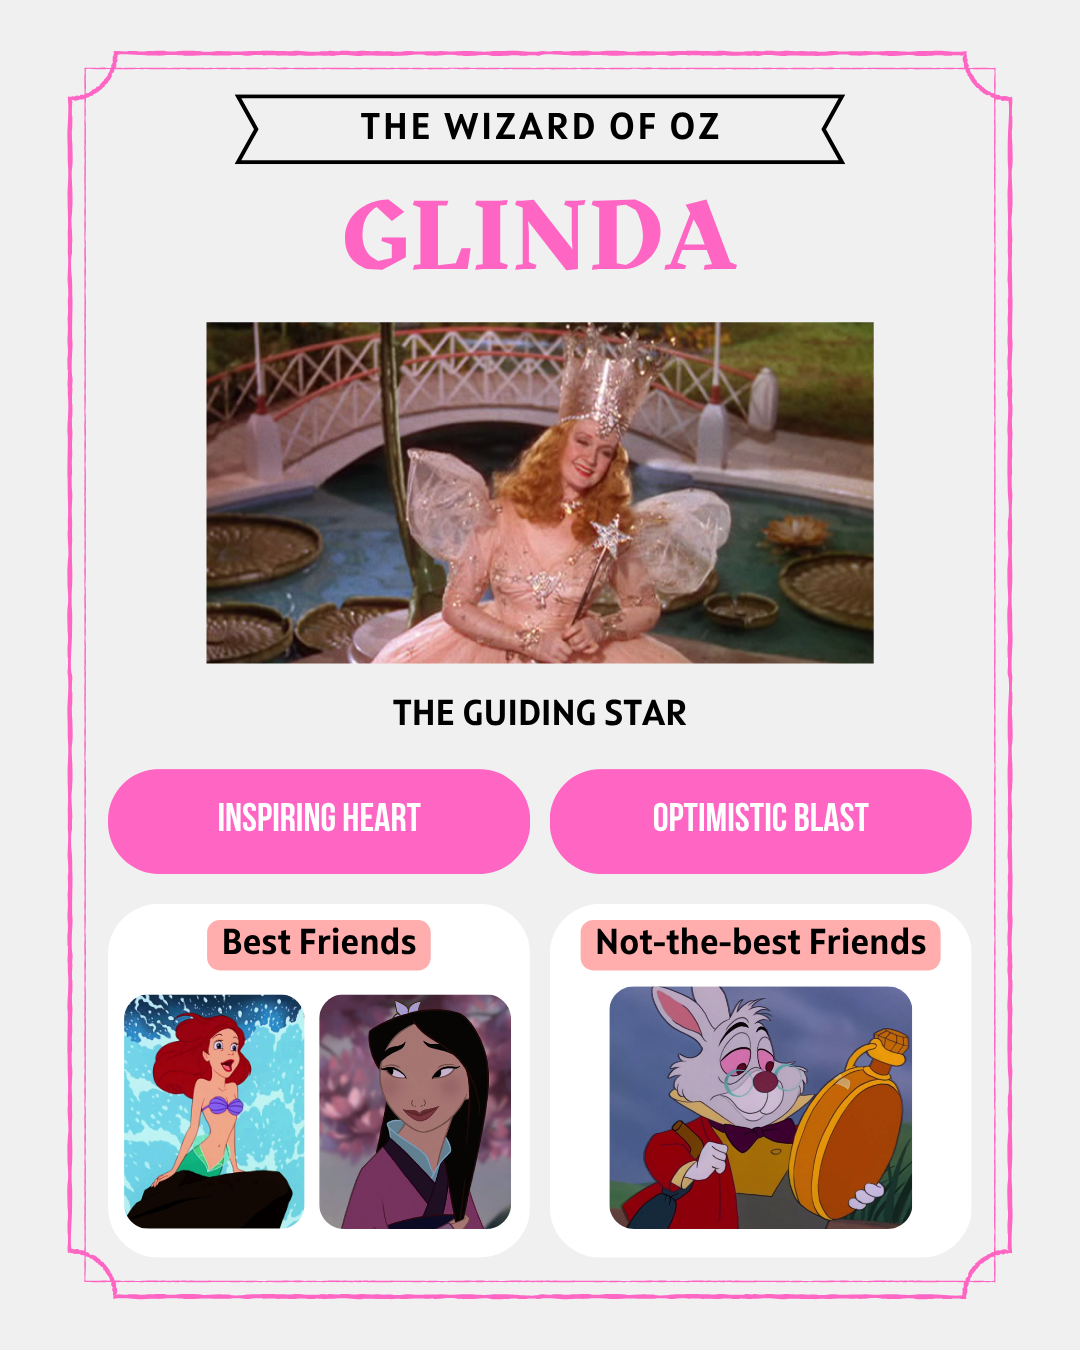 THE WIZARD OF OZ
GLINDA
THE GUIDING STAR
INSPIRING HEART
OPTIMISTIC BLAST
Best Friends
Not-the-best Friends